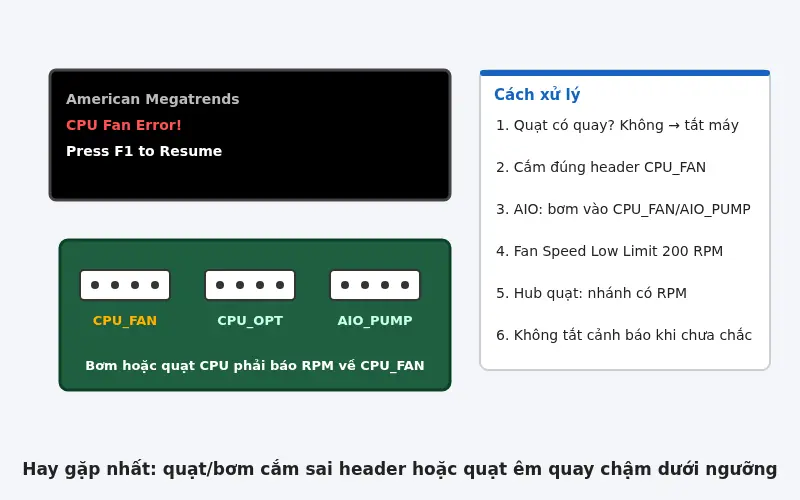 American Megatrends
CPU Fan Error!
Press F1 to Resume
CPU_FAN
CPU_OPT
AIO_PUMP
Bơm hoặc quạt CPU phải báo RPM về CPU_FAN
Cách xử lý
1. Quạt có quay? Không → tắt máy
2. Cắm đúng header CPU_FAN
3. AIO: bơm vào CPU_FAN/AIO_PUMP
4. Fan Speed Low Limit 200 RPM
5. Hub quạt: nhánh có RPM
6. Không tắt cảnh báo khi chưa chắc
Hay gặp nhất: quạt/bơm cắm sai header hoặc quạt êm quay chậm dưới ngưỡng